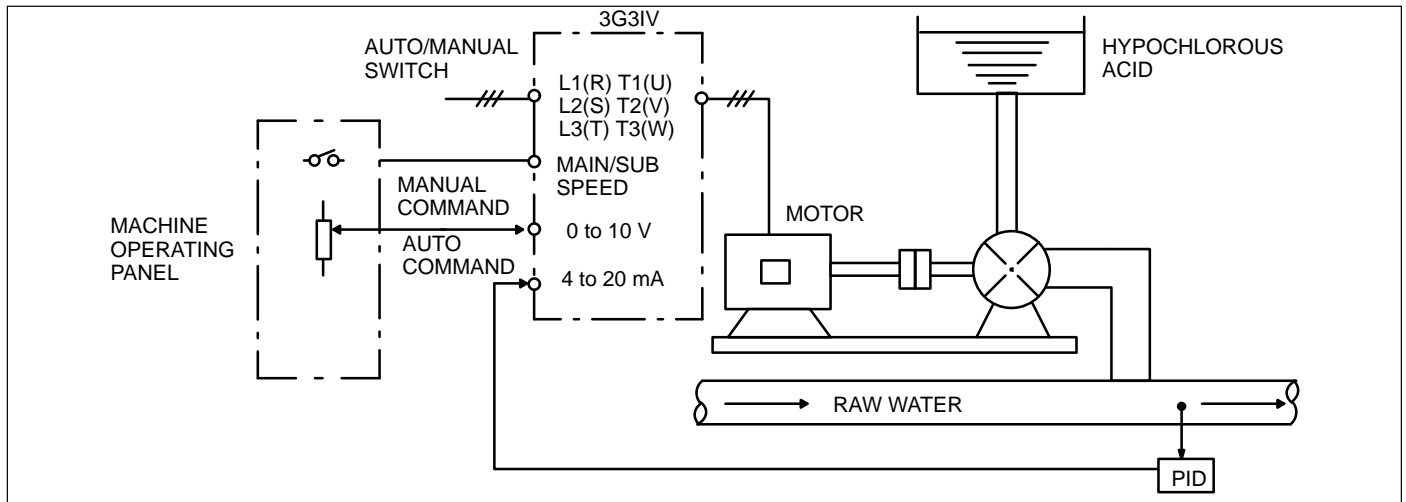 3G3IV
AUTO/MANUAL
SWITCH
L1(R) T1(U)
L2(S) T2(V)
L3(T) T3(W)
HYPOCHLOROUS
ACID
MAIN/SUB
SPEED
MANUAL
COMMAND
MACHINE
OPERATING
PANEL
0 to 10 V
AUTO
COMMAND
4 to 20 mA
MOTOR
RAW WATER
PID